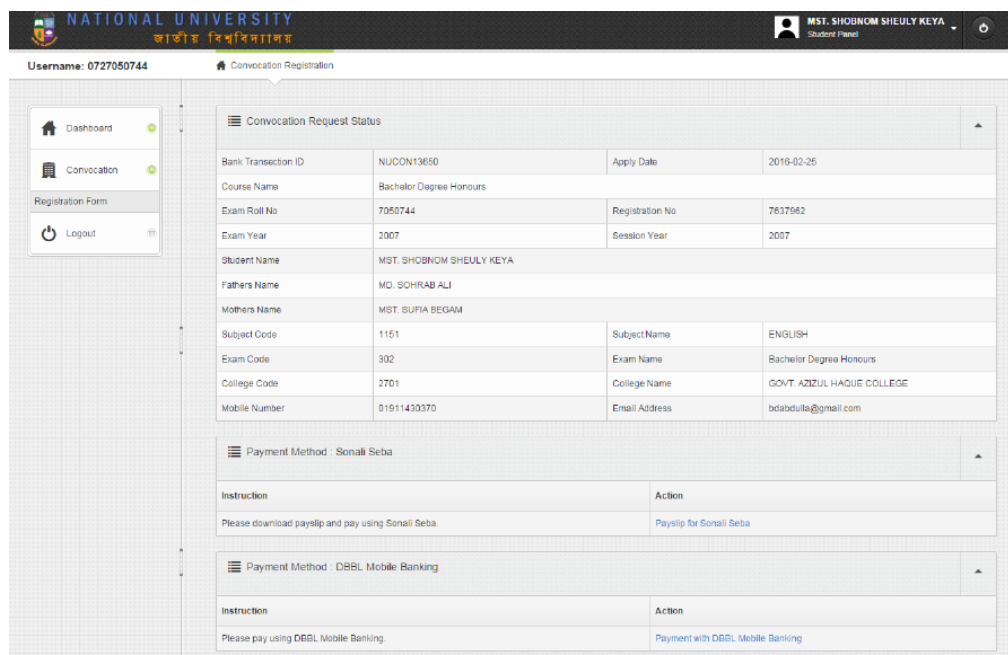 NATIONAL UNIVERSITY
জাতীয় বিশ্ববিদ্যালয়
MST. SHOBNOM SHEULY KEYA
Student Panel
Username: 0727050744
Convocation Registration
Dashboard
Convocation
Registration Form
Logout
Convocation Request Status
Bank Transection ID NUCON13650 Apply Date 2016-02-25
Course Name Bachelor Degree Honours
Exam Roll No 7050744 Registration No 7637962
Exam Year 2007 Session Year 2007
Student Name MST. SHOBNOM SHEULY KEYA
Fathers Name MD. SOHRAB ALI
Mothers Name MST. SUFIA BEGAM
Subject Code 1151 Subject Name ENGLISH
Exam Code 302 Exam Name Bachelor Degree Honours
College Code 2701 College Name GOVT. AZIZUL HAQUE COLLEGE
Mobile Number 01911430370 Email Address bdabdulla@gmail.com
Payment Method : Sonali Seba
Instruction Action
Please download payslip and pay using Sonali Seba. Payslip for Sonali Seba
Payment Method : DBBL Mobile Banking
Instruction Action
Please pay using DBBL Mobile Banking. Payment with DBBL Mobile Banking